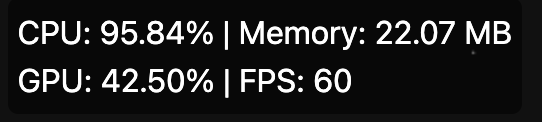 CPU: 95.84% | Memory: 22.07 MB
GPU: 42.50% | FPS: 60